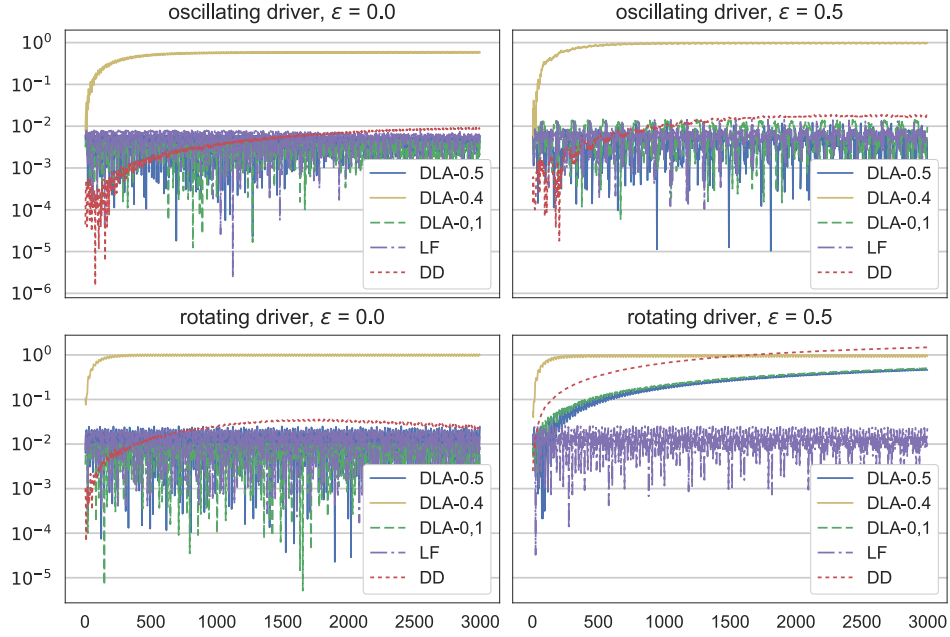 oscillating driver, ε = 0.0
oscillating driver, ε = 0.5
10⁰
10⁻¹
10⁻²
10⁻³
10⁻⁴
10⁻⁵
10⁻⁶
DLA-0.5
DLA-0.4
DLA-0,1
LF
DD
DLA-0.5
DLA-0.4
DLA-0,1
LF
DD
rotating driver, ε = 0.0
rotating driver, ε = 0.5
10⁰
10⁻¹
10⁻²
10⁻³
10⁻⁴
10⁻⁵
DLA-0.5
DLA-0.4
DLA-0,1
LF
DD
DLA-0.5
DLA-0.4
DLA-0,1
LF
DD
0 500 1000 1500 2000 2500 3000
0 500 1000 1500 2000 2500 3000